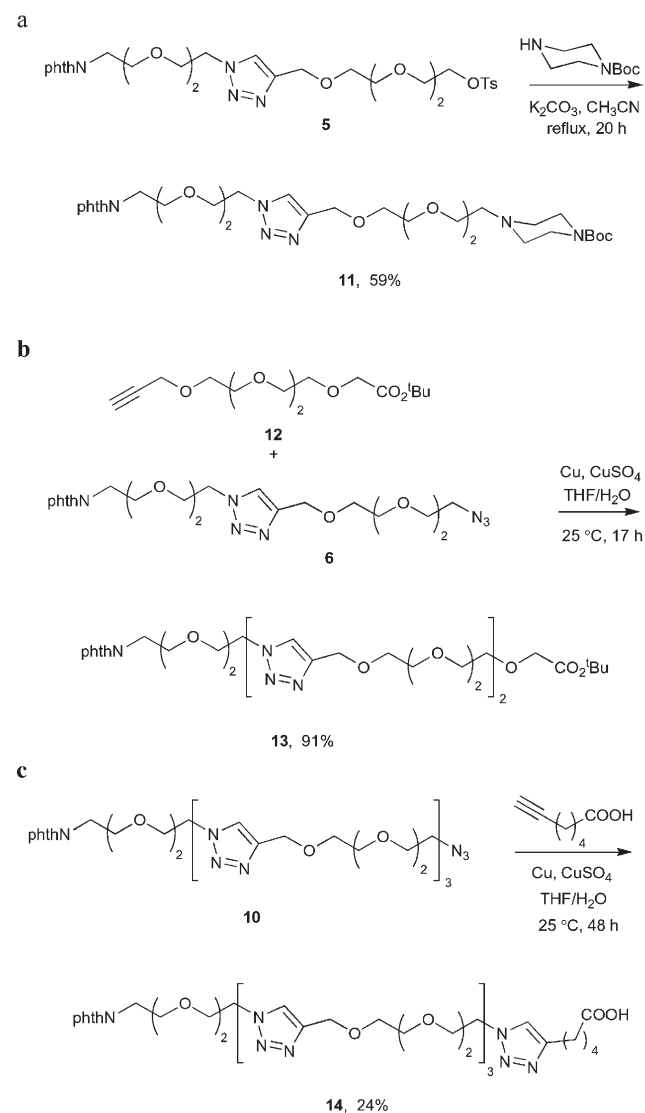 a
HN
NBoc
phthN O 2 N N=N O O 2 OTs
K2CO3, CH3CN
reflux, 20 h
5
phthN O 2 N N=N O O 2 N NBoc
11, 59%
b
O O 2 O CO2tBu
12
+
Cu, CuSO4
phthN O 2 N N=N O O 2 N3
THF/H2O
25 °C, 17 h
6
phthN O 2 N N=N O O 2 2 O CO2tBu
13, 91%
c
COOH
4
phthN O 2 N N=N O O 2 3 N3
Cu, CuSO4
THF/H2O
25 °C, 48 h
10
phthN O 2 N N=N O O 2 3 N N=N 4 COOH
14, 24%